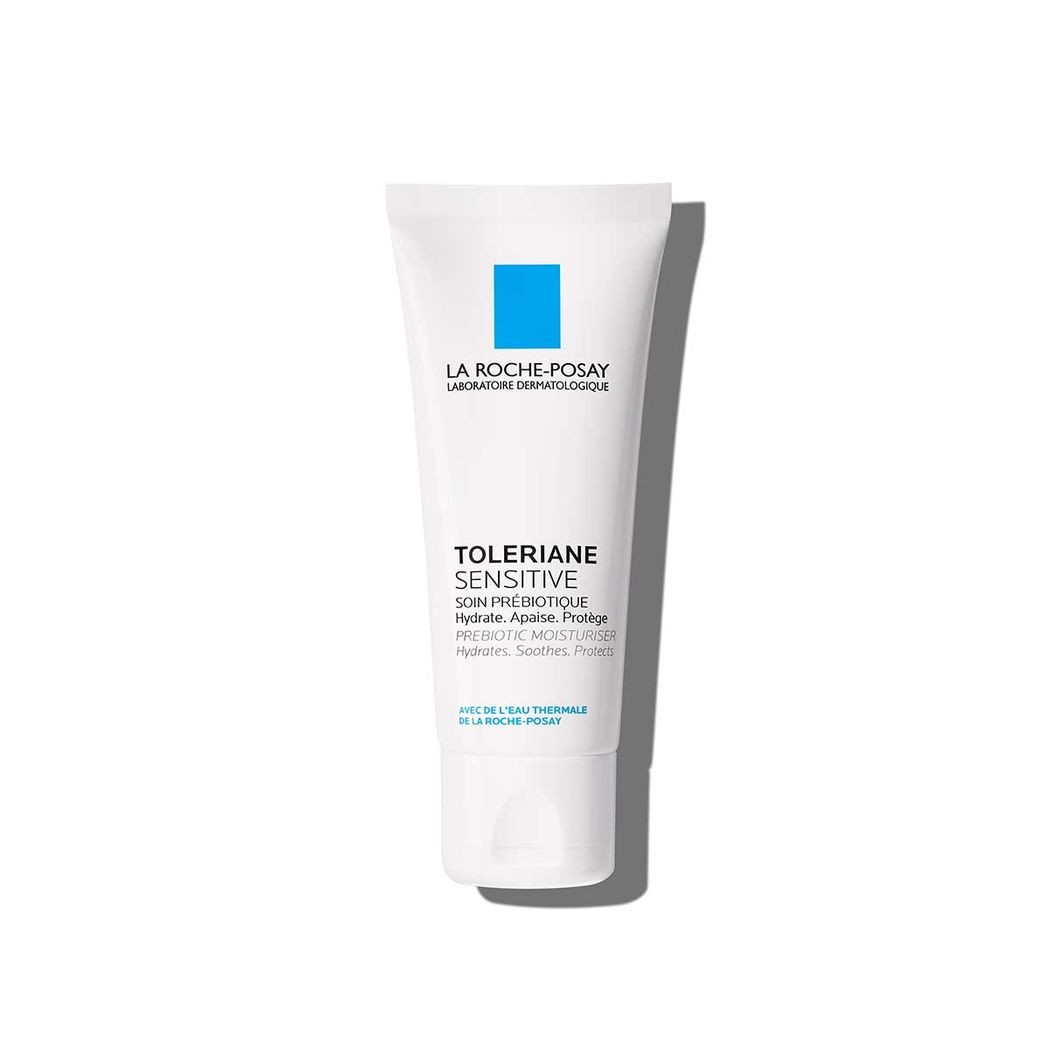 LA ROCHE-POSAY
LABORATOIRE DERMATOLOGIQUE
TOLERIANE
SENSITIVE
SOIN PRÉBIOTIQUE
Hydrate. Apaise. Protège
PREBIOTIC MOISTURISER
Hydrates. Soothes. Protects
AVEC DE L'EAU THERMALE
DE LA ROCHE-POSAY